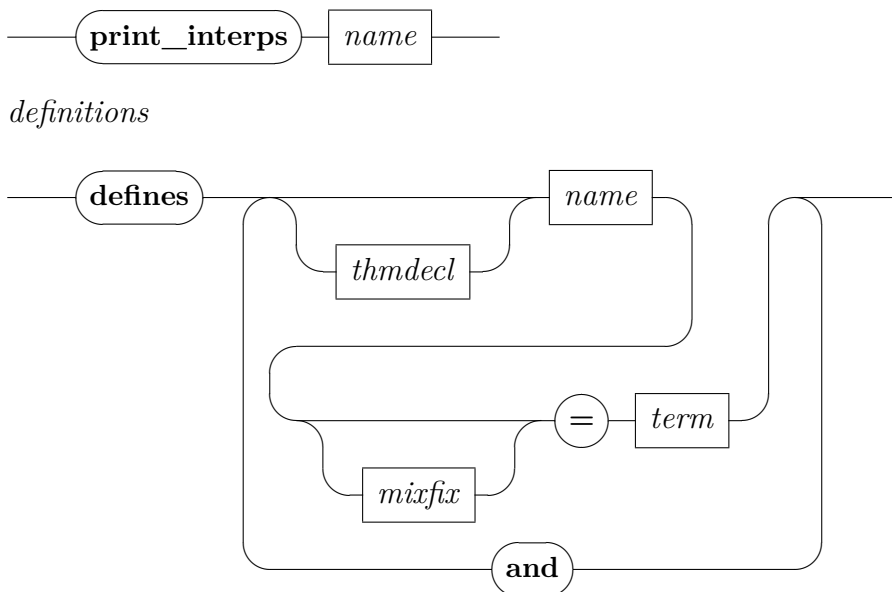 print_interps name
definitions
defines name
thmdecl
= term
mixfix
and